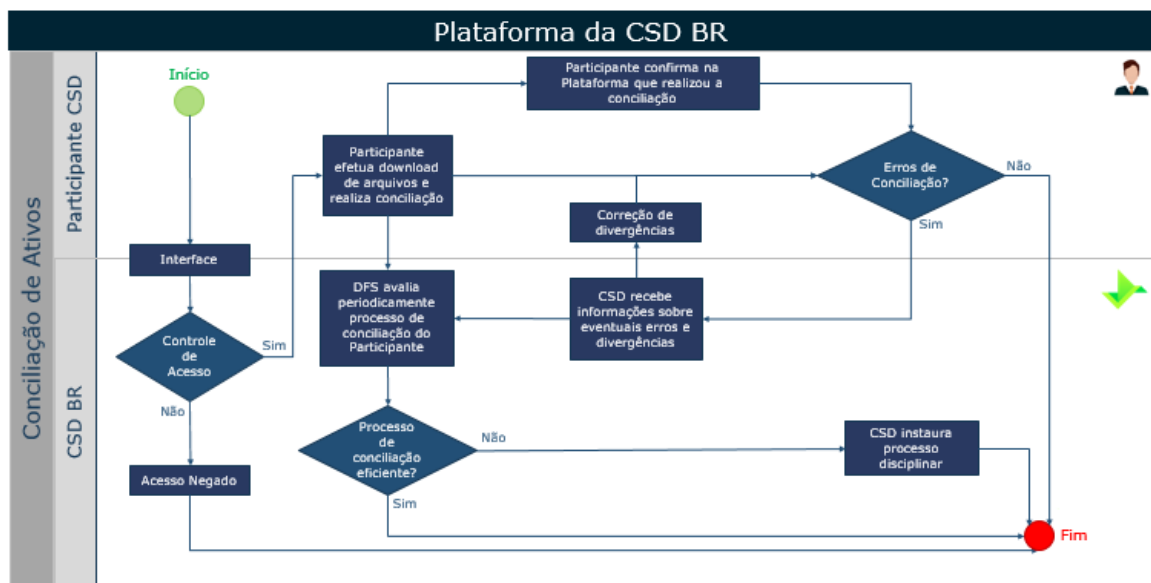 Plataforma da CSD BR
Conciliação de Ativos
Participante CSD
CSD BR
Início
Participante confirma na
Plataforma que realizou a
conciliação
Participante
efetua download
de arquivos e
realiza conciliação
Erros de
Conciliação?
Não
Sim
Correção de
divergências
Interface
DFS avalia
periodicamente
processo de
conciliação do
Participante
CSD recebe
informações sobre
eventuais erros e
divergências
Controle
de
Acesso
Sim
Não
Processo
de
conciliação
eficiente?
Não
Sim
CSD instaura
processo
disciplinar
Acesso Negado
Fim